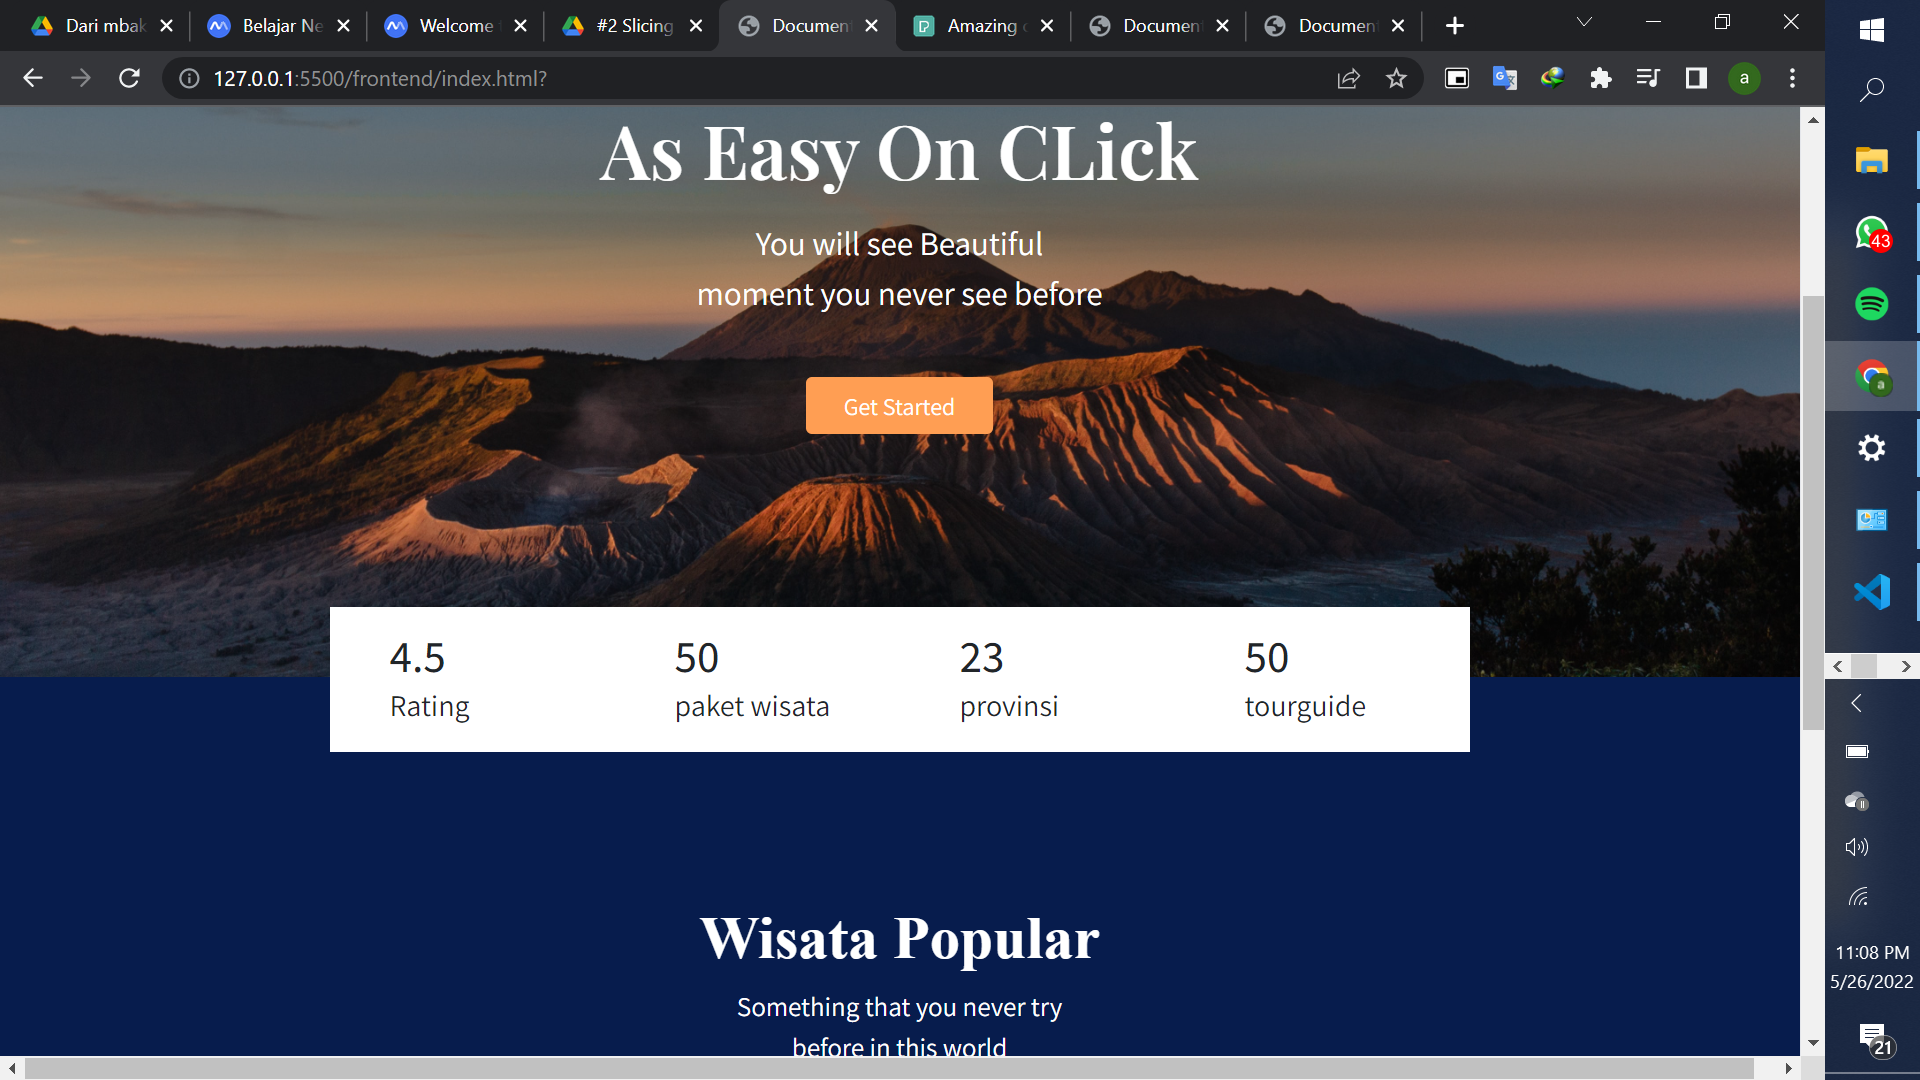 Dari mbak
Belajar Ne
Welcome
#2 Slicing
Documen
Amazing
Documen
Documen
127.0.0.1:5500/frontend/index.html?
a
As Easy On CLick
You will see Beautiful
moment you never see before
Get Started
4.5
Rating
50
paket wisata
23
provinsi
50
tourguide
Wisata Popular
Something that you never try
before in this world
43
a
11:08 PM
5/26/2022
21